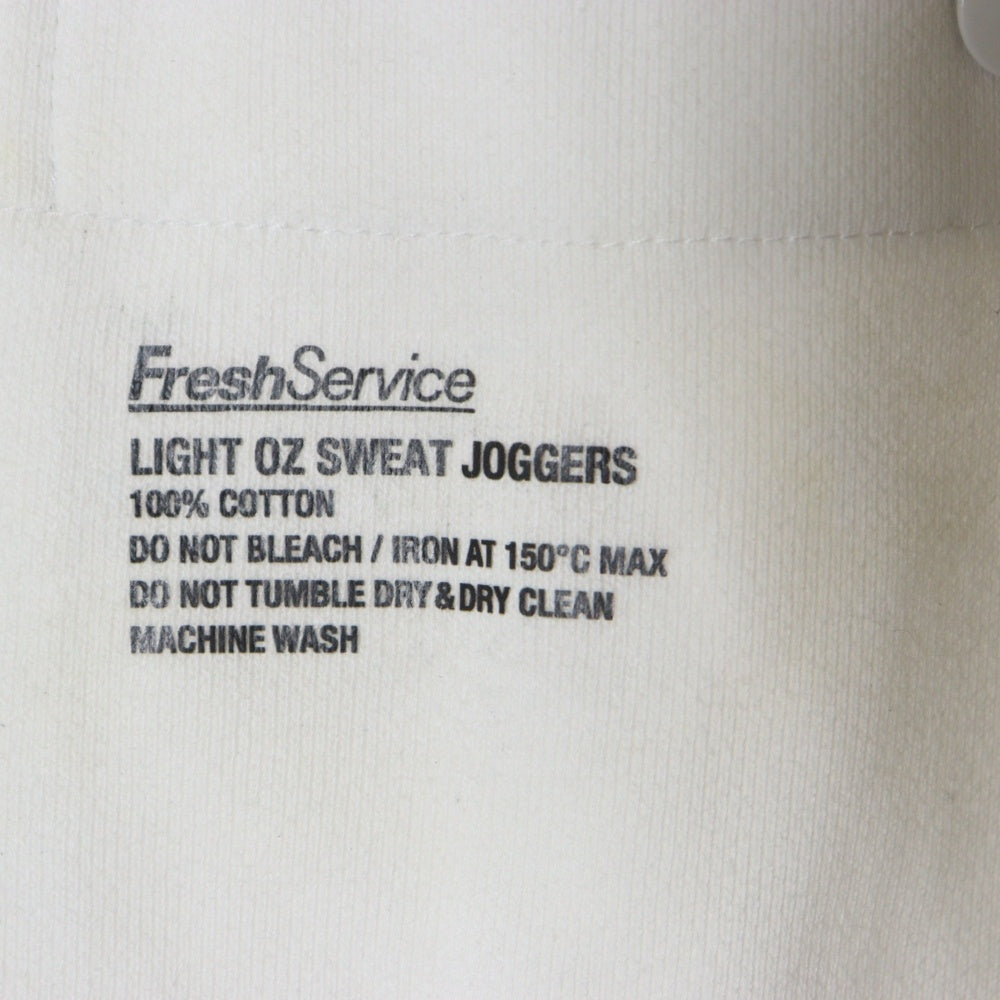 FreshService
LIGHT OZ SWEAT JOGGERS
100% COTTON
DO NOT BLEACH / IRON AT 150°C MAX
DO NOT TUMBLE DRY & DRY CLEAN
MACHINE WASH